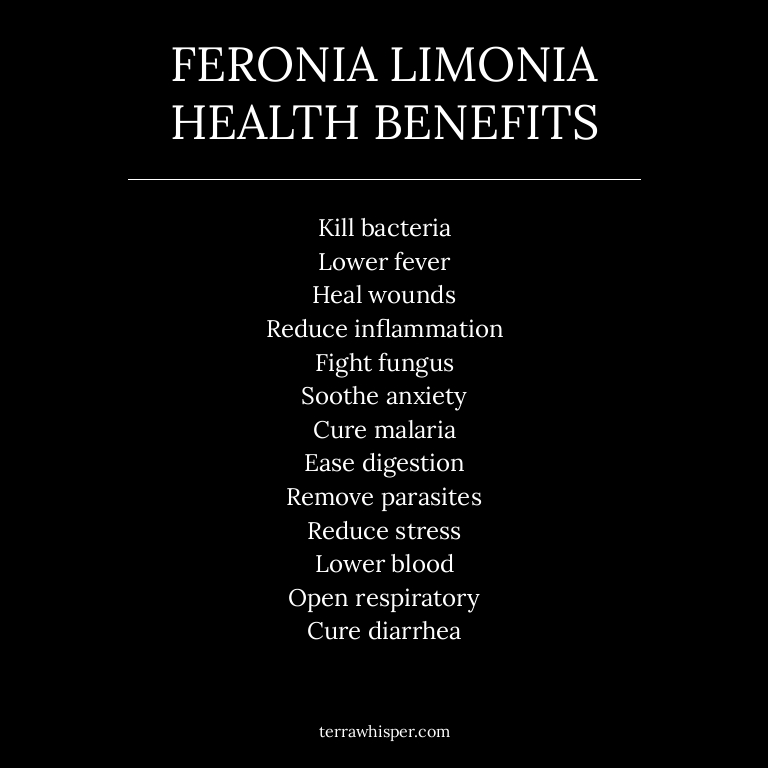 FERONIA LIMONIA
HEALTH BENEFITS
Kill bacteria
Lower fever
Heal wounds
Reduce inflammation
Fight fungus
Soothe anxiety
Cure malaria
Ease digestion
Remove parasites
Reduce stress
Lower blood
Open respiratory
Cure diarrhea
terrawhisper.com